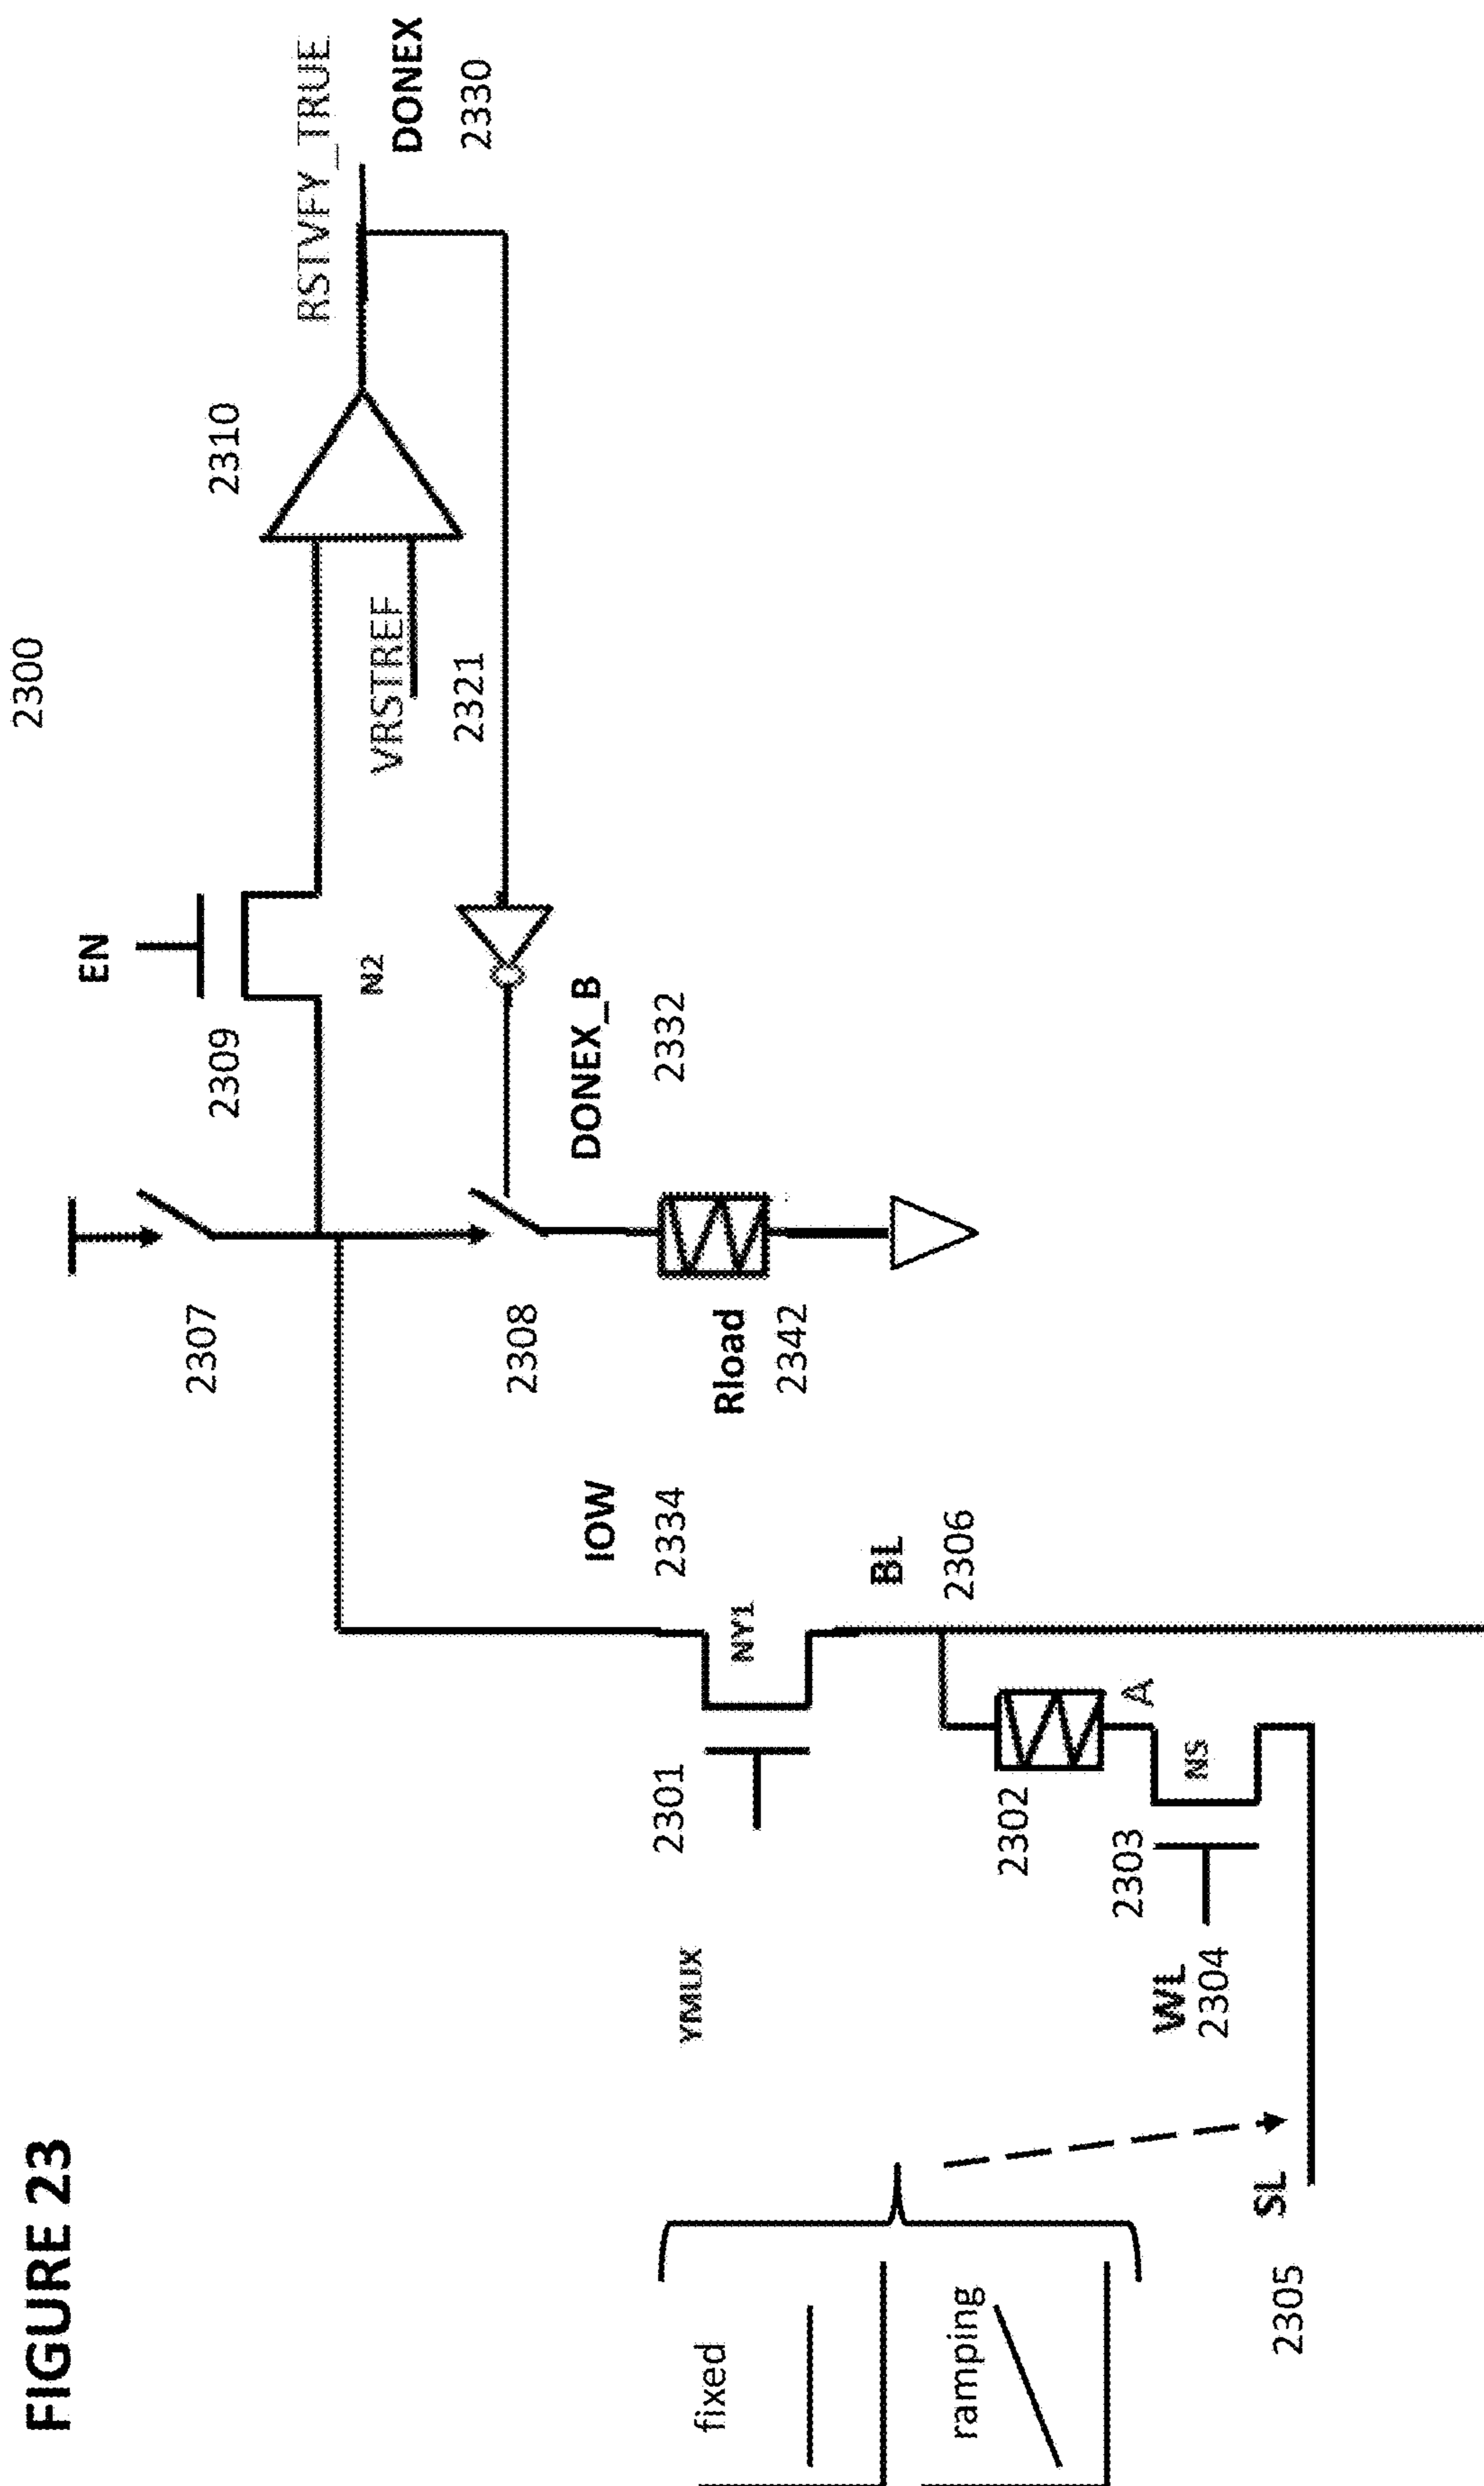 FIGURE 23
2300
EN
2309
N2
2310
RSTVFY_TRUE
DONEX
2330
VRSTREF
2321
2307
2308
DONEX_B
2332
Rload
2342
IOW
2334
YMUX
2301
NY1
BL
2306
2302
A
2303
NS
WL
2304
fixed
ramping
SL
2305